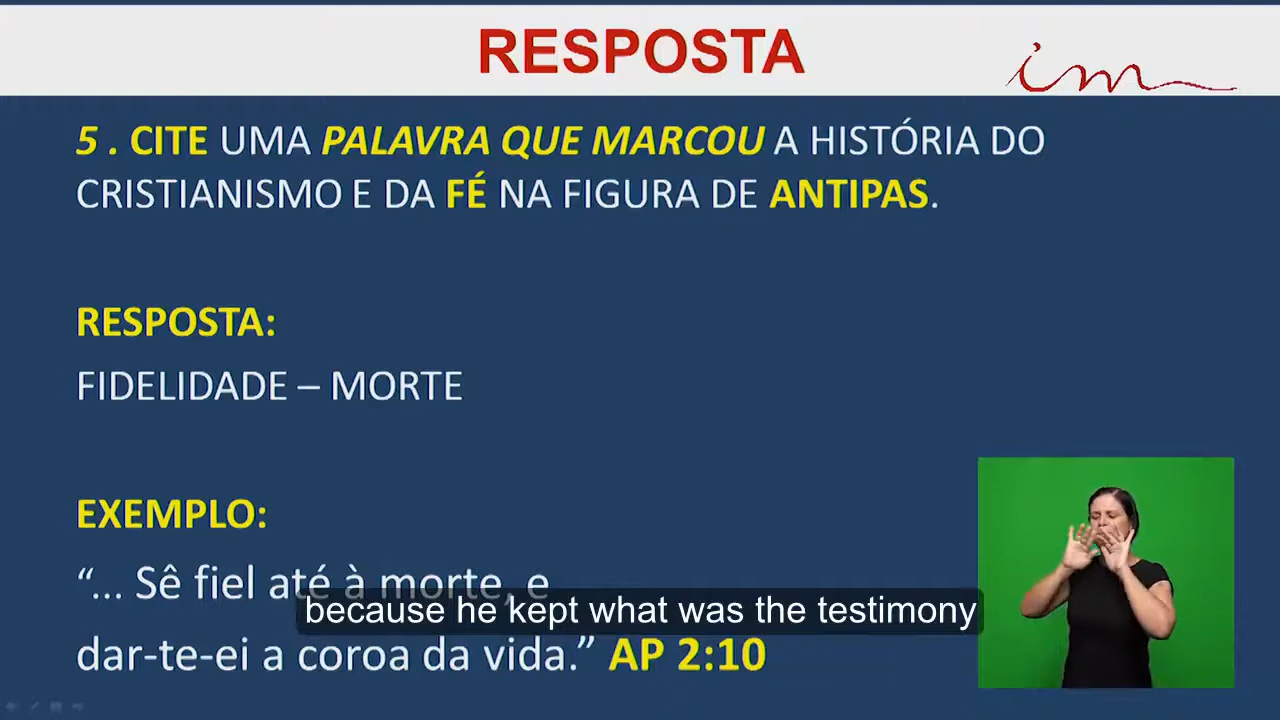 RESPOSTA
im
5 . CITE UMA PALAVRA QUE MARCOU A HISTÓRIA DO
CRISTIANISMO E DA FÉ NA FIGURA DE ANTIPAS.
RESPOSTA:
FIDELIDADE – MORTE
EXEMPLO:
“... Sê fiel até à morte, e
because he kept what was the testimony
dar-te-ei a coroa da vida.” AP 2:10